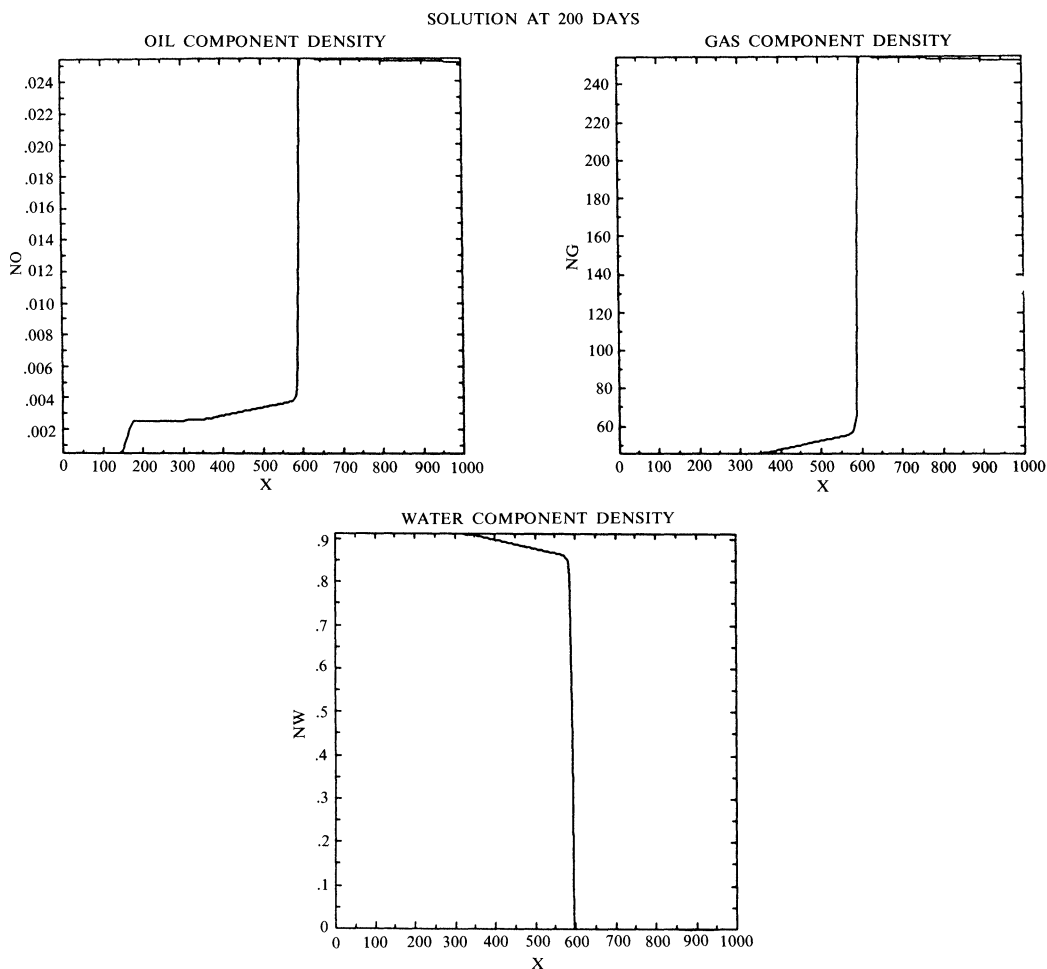 SOLUTION AT 200 DAYS
OIL COMPONENT DENSITY
.024
.022
.020
.018
.016
014
012
.010
.008
.006
.004
.002
NO
0 100 200 300 400 500 600 700 800 900 1000
X
GAS COMPONENT DENSITY
240
220
200
180
160
140
120
100
80
60
NG
0 100 200 300 400 500 600 700 800 900 1000
X
WATER COMPONENT DENSITY
.9
.8
.7
.6
.5
.4
.3
.2
.1
0
NW
0 100 200 300 400 500 600 700 800 900 1000
X